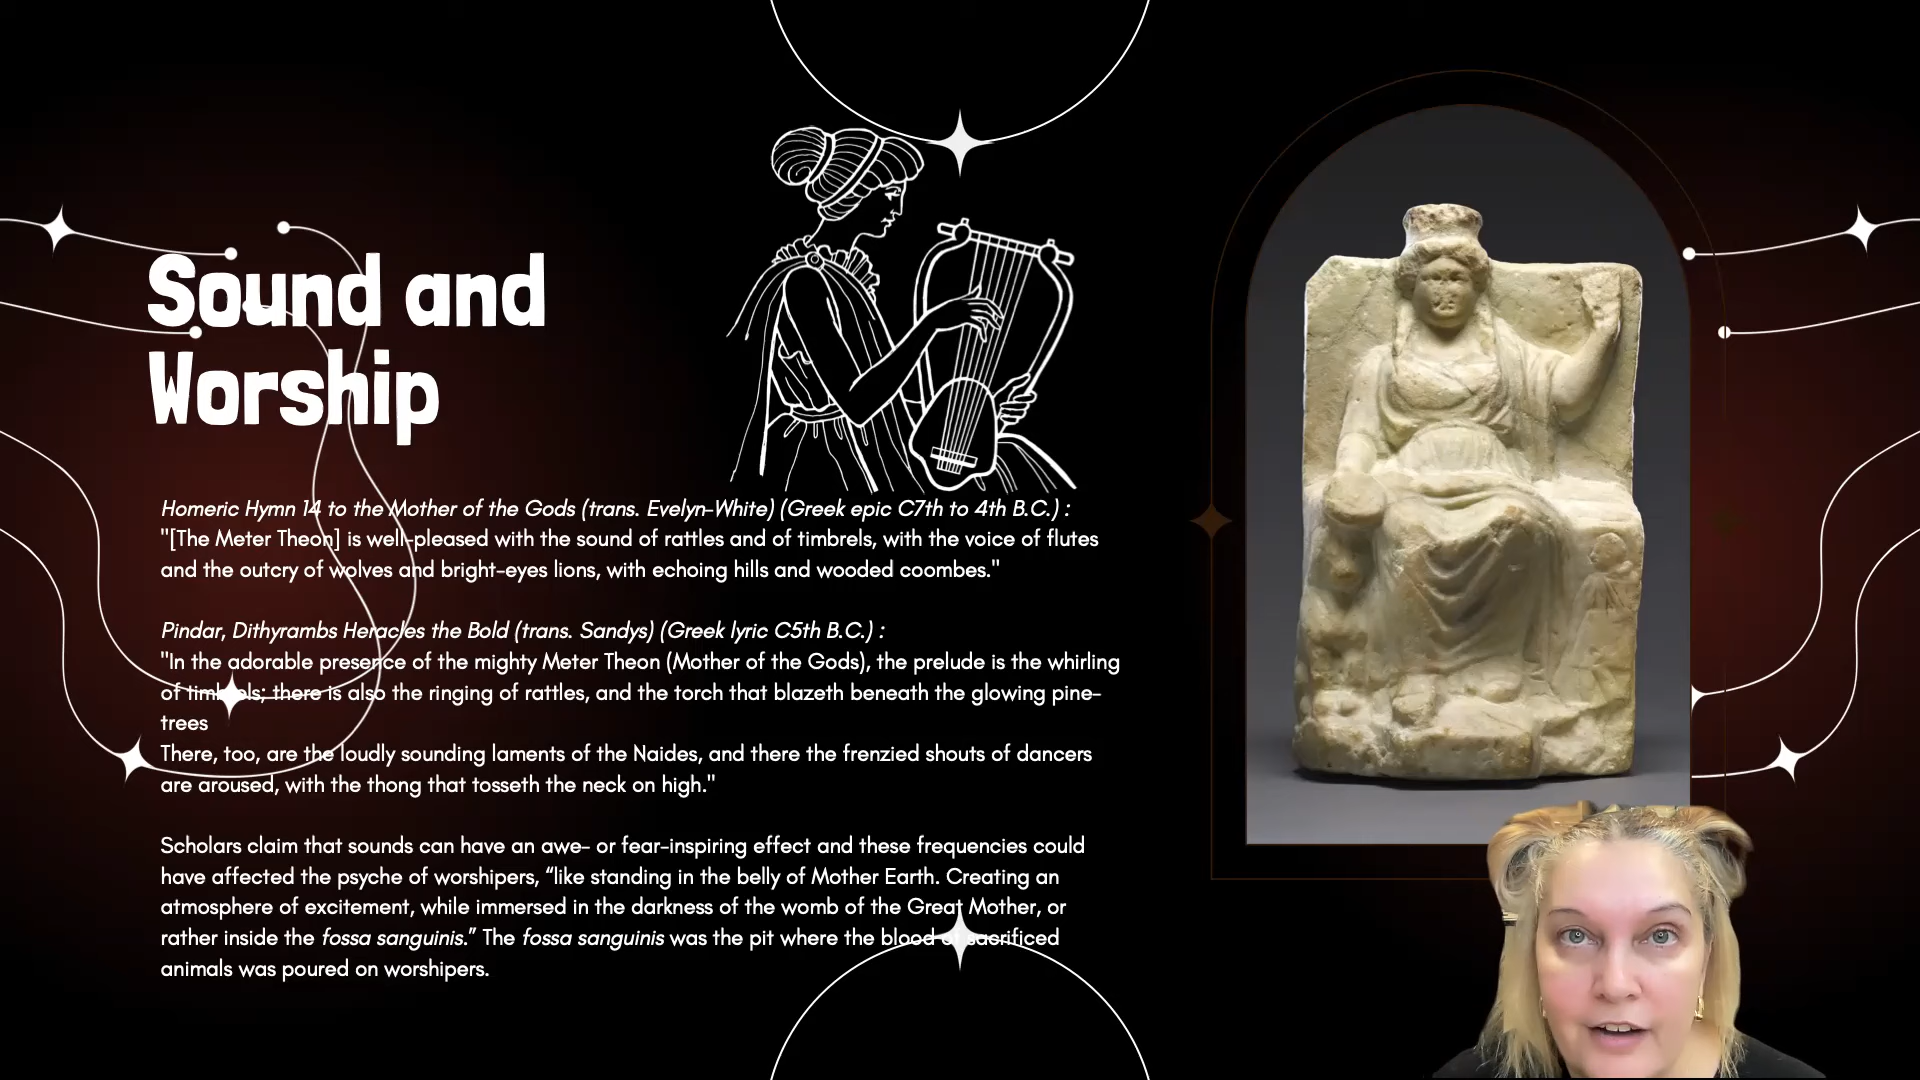 Sound and
Worship
Homeric Hymn 14 to the Mother of the Gods (trans. Evelyn-White) (Greek epic C7th to 4th B.C.) :
"[The Meter Theon] is well-pleased with the sound of rattles and of timbrels, with the voice of flutes
and the outcry of wolves and bright-eyes lions, with echoing hills and wooded coombes."
Pindar, Dithyrambs Heracles the Bold (trans. Sandys) (Greek lyric C5th B.C.) :
"In the adorable presence of the mighty Meter Theon (Mother of the Gods), the prelude is the whirling
of timbrels; there is also the ringing of rattles, and the torch that blazeth beneath the glowing pine-
trees
There, too, are the loudly sounding laments of the Naides, and there the frenzied shouts of dancers
are aroused, with the thong that tosseth the neck on high."
Scholars claim that sounds can have an awe- or fear-inspiring effect and these frequencies could
have affected the psyche of worshipers, “like standing in the belly of Mother Earth. Creating an
atmosphere of excitement, while immersed in the darkness of the womb of the Great Mother, or
rather inside the fossa sanguinis.” The fossa sanguinis was the pit where the blood of sacrificed
animals was poured on worshipers.